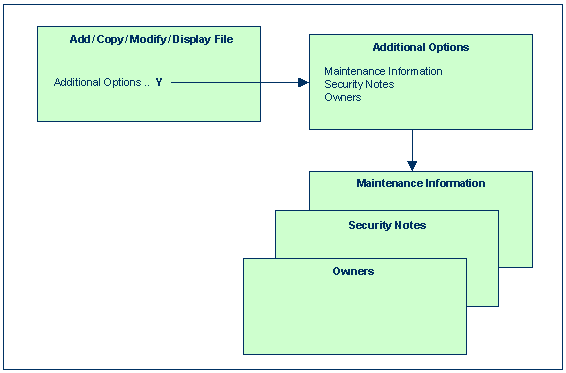 Add/Copy/Modify/Display File
Additional Options .. Y
Additional Options
Maintenance Information
Security Notes
Owners
Maintenance Information
Security Notes
Owners